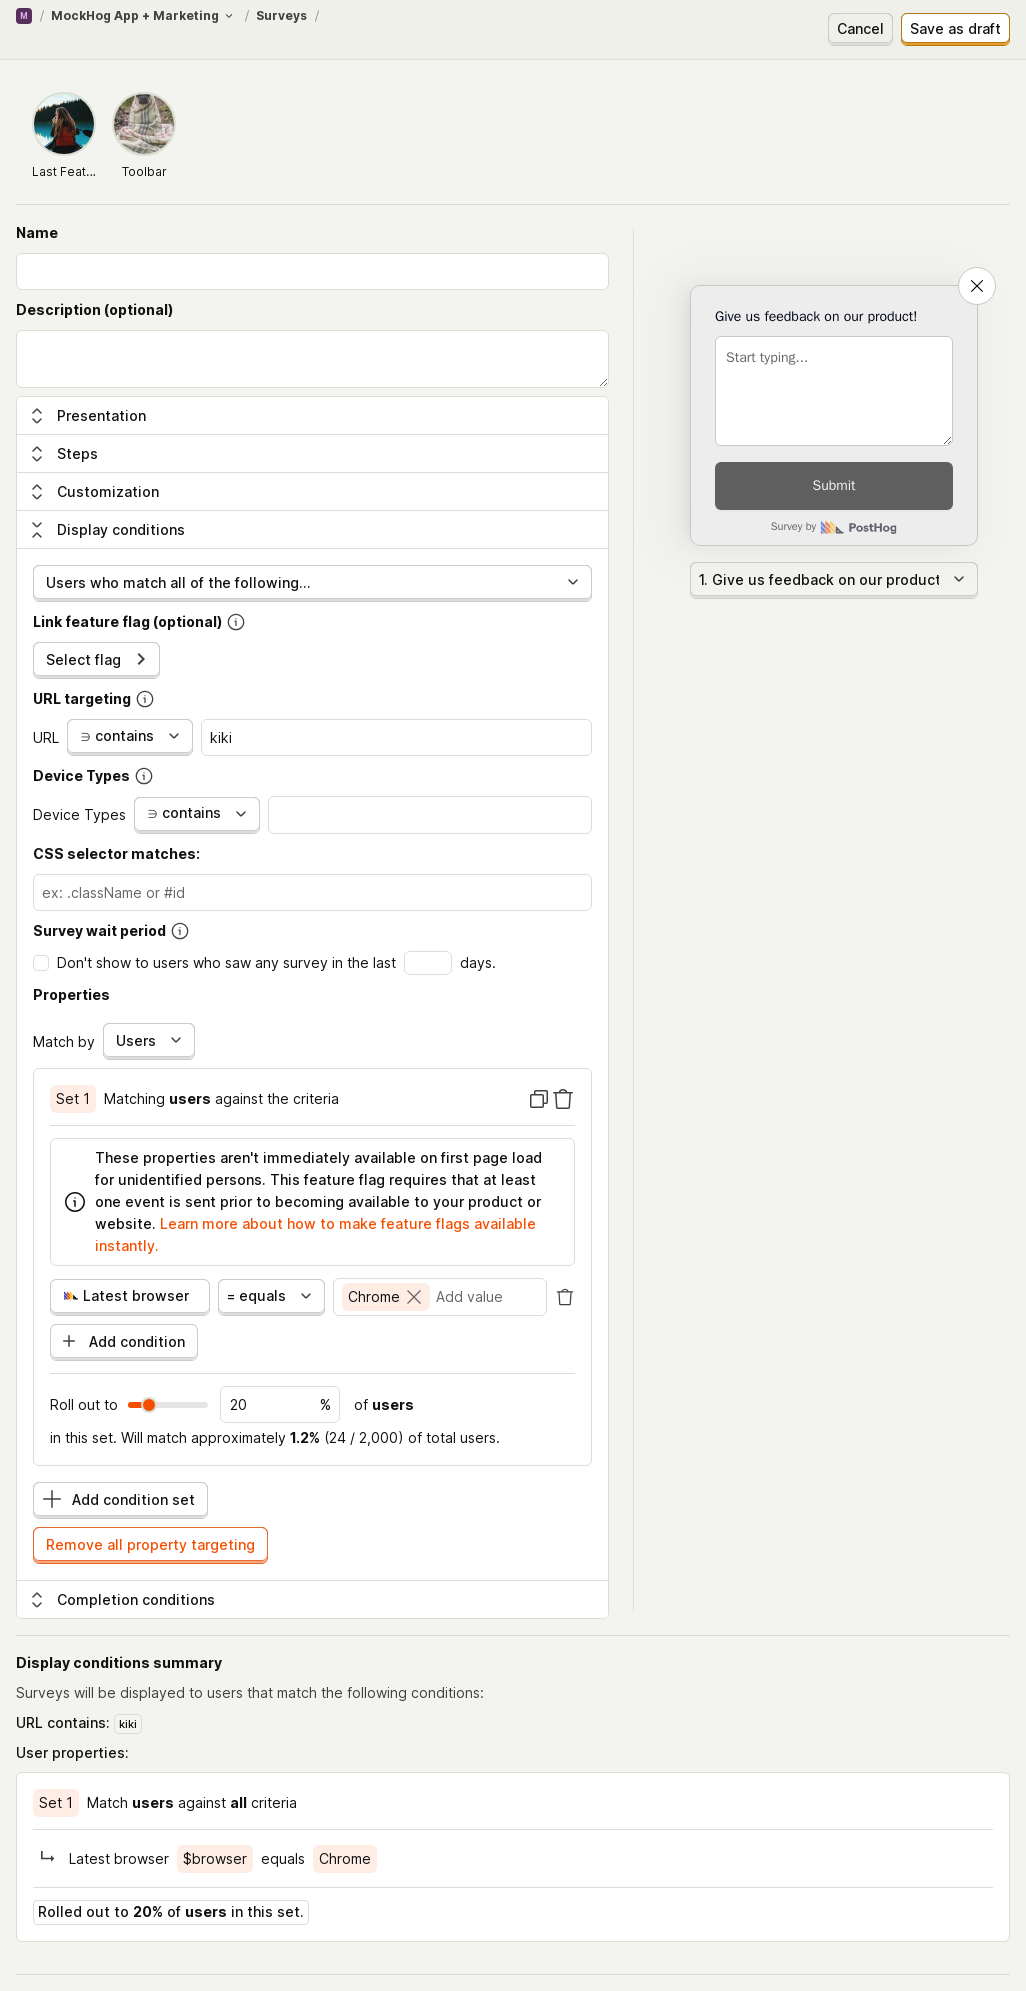 M / MockHog App + Marketing / Surveys /
Cancel
Save as draft
Last Feat...
Toolbar
Name
Description (optional)
Presentation
Steps
Customization
Display conditions
Users who match all of the following...
Link feature flag (optional)
Select flag
URL targeting
URL ∋ contains kiki
Device Types
Device Types ∋ contains
CSS selector matches:
ex: .className or #id
Survey wait period
Don't show to users who saw any survey in the last days.
Properties
Match by Users
Set 1 Matching users against the criteria
These properties aren't immediately available on first page load
for unidentified persons. This feature flag requires that at least
one event is sent prior to becoming available to your product or
website. Learn more about how to make feature flags available
instantly.
Latest browser = equals Chrome Add value
Add condition
Roll out to 20 % of users
in this set. Will match approximately 1.2% (24 / 2,000) of total users.
Add condition set
Remove all property targeting
Completion conditions
Give us feedback on our product!
Start typing...
Submit
Survey by PostHog
1. Give us feedback on our product
Display conditions summary
Surveys will be displayed to users that match the following conditions:
URL contains: kiki
User properties:
Set 1 Match users against all criteria
Latest browser $browser equals Chrome
Rolled out to 20% of users in this set.